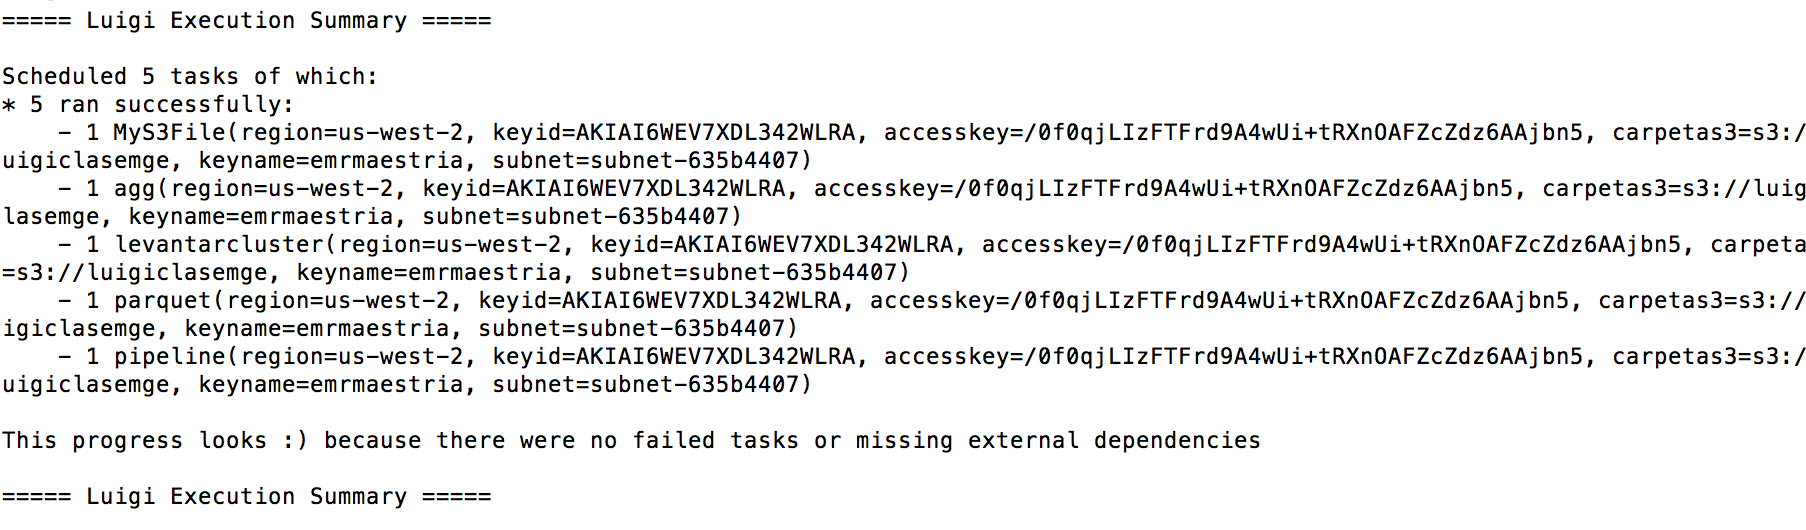 ===== Luigi Execution Summary =====
Scheduled 5 tasks of which:
* 5 ran successfully:
    - 1 MyS3File(region=us-west-2, keyid=AKIAI6WEV7XDL342WLRA, accesskey=/0f0qjLIzFTFrd9A4wUi+tRXnOAFZcZdz6AAjbn5, carpetas3=s3:/
uigiclasemge, keyname=emrmaestria, subnet=subnet-635b4407)
    - 1 agg(region=us-west-2, keyid=AKIAI6WEV7XDL342WLRA, accesskey=/0f0qjLIzFTFrd9A4wUi+tRXnOAFZcZdz6AAjbn5, carpetas3=s3://luig
lasemge, keyname=emrmaestria, subnet=subnet-635b4407)
    - 1 levantarcluster(region=us-west-2, keyid=AKIAI6WEV7XDL342WLRA, accesskey=/0f0qjLIzFTFrd9A4wUi+tRXnOAFZcZdz6AAjbn5, carpeta
=s3://luigiclasemge, keyname=emrmaestria, subnet=subnet-635b4407)
    - 1 parquet(region=us-west-2, keyid=AKIAI6WEV7XDL342WLRA, accesskey=/0f0qjLIzFTFrd9A4wUi+tRXnOAFZcZdz6AAjbn5, carpetas3=s3://
igiclasemge, keyname=emrmaestria, subnet=subnet-635b4407)
    - 1 pipeline(region=us-west-2, keyid=AKIAI6WEV7XDL342WLRA, accesskey=/0f0qjLIzFTFrd9A4wUi+tRXnOAFZcZdz6AAjbn5, carpetas3=s3:/
uigiclasemge, keyname=emrmaestria, subnet=subnet-635b4407)
This progress looks :) because there were no failed tasks or missing external dependencies
===== Luigi Execution Summary =====